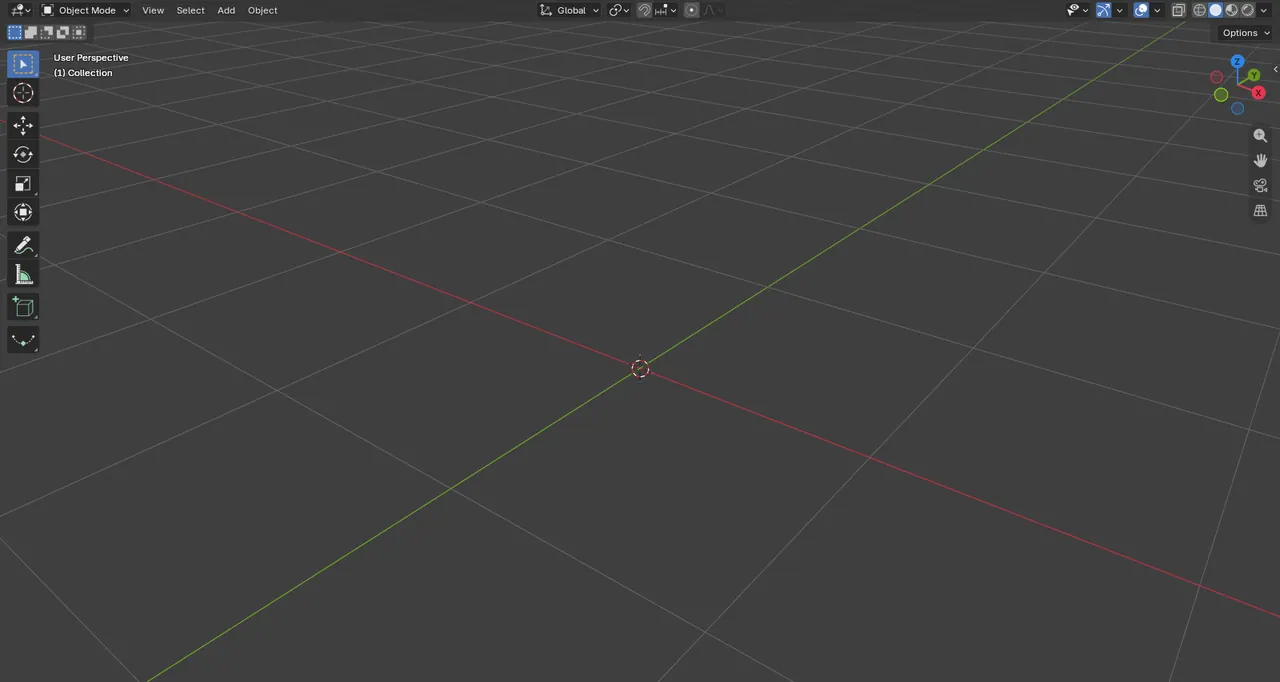 Object Mode View Select Add Object Global
Options
User Perspective
(1) Collection
Z
Y
X